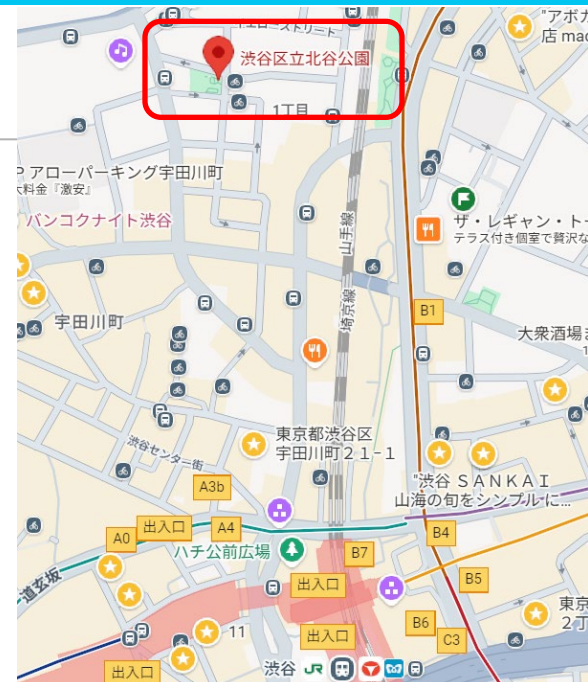 "アボカ
店 mac
イエローストリート
渋谷区立北谷公園
1丁目
P アローパーキング宇田川町
大料金『激安』
バンコクナイト渋谷
山手線
埼京線
ザ・レギャン・トー
テラス付き個室で贅沢な
B1
宇田川町
大衆酒場
東京都渋谷区
宇田川町21-1
渋谷センター街
"渋谷 SANKAI
山海の旬をシンプルに...
A3b
出入口
A4
A0
ハチ公前広場
B7
B4
道玄坂
出入口
B5
東京
2丁
B6
C3
11
出入口
出入口
渋谷 JR